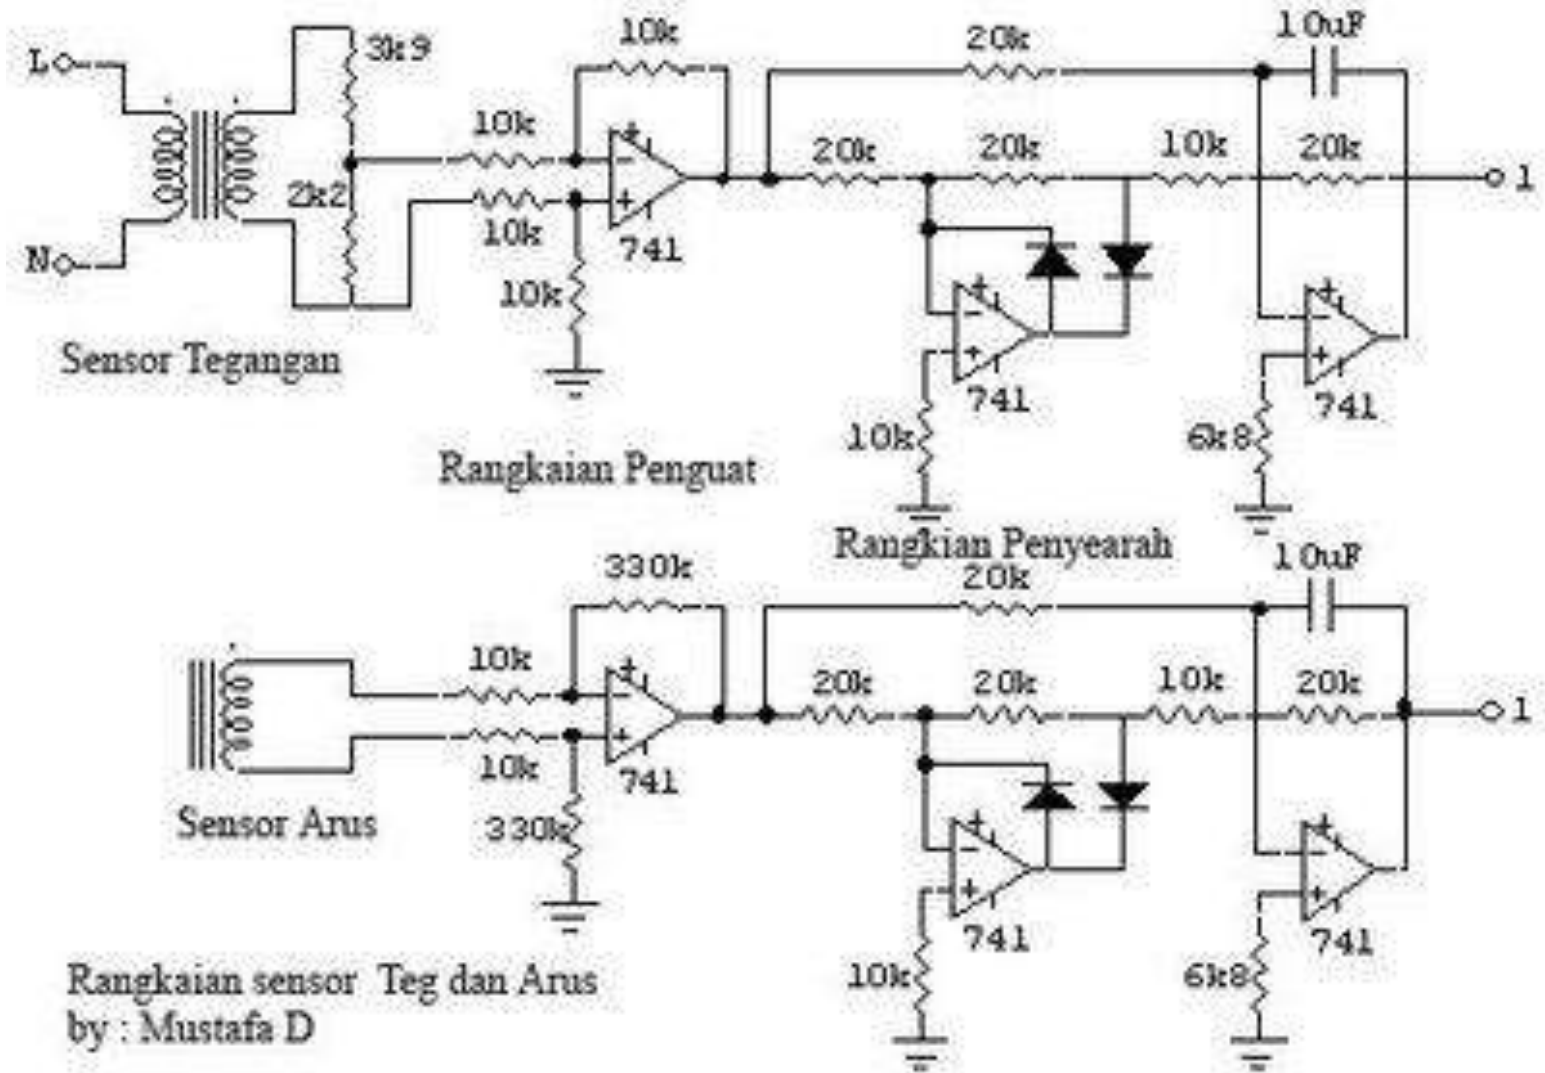 L
3k9
10k
20k
10uF
10k
20k
20k
10k
20k
1
-
+
2k2
10k
741
N
10k
Sensor Tegangan
-
+
741
-
+
741
10k
6k8
Rangkaian Penguat
Rangkian Penyearah
330k
20k
10uF
10k
20k
20k
10k
20k
1
-
+
10k
741
Sensor Arus
330k
-
+
741
-
+
741
10k
6k8
Rangkaian sensor Teg dan Arus
by : Mustafa D